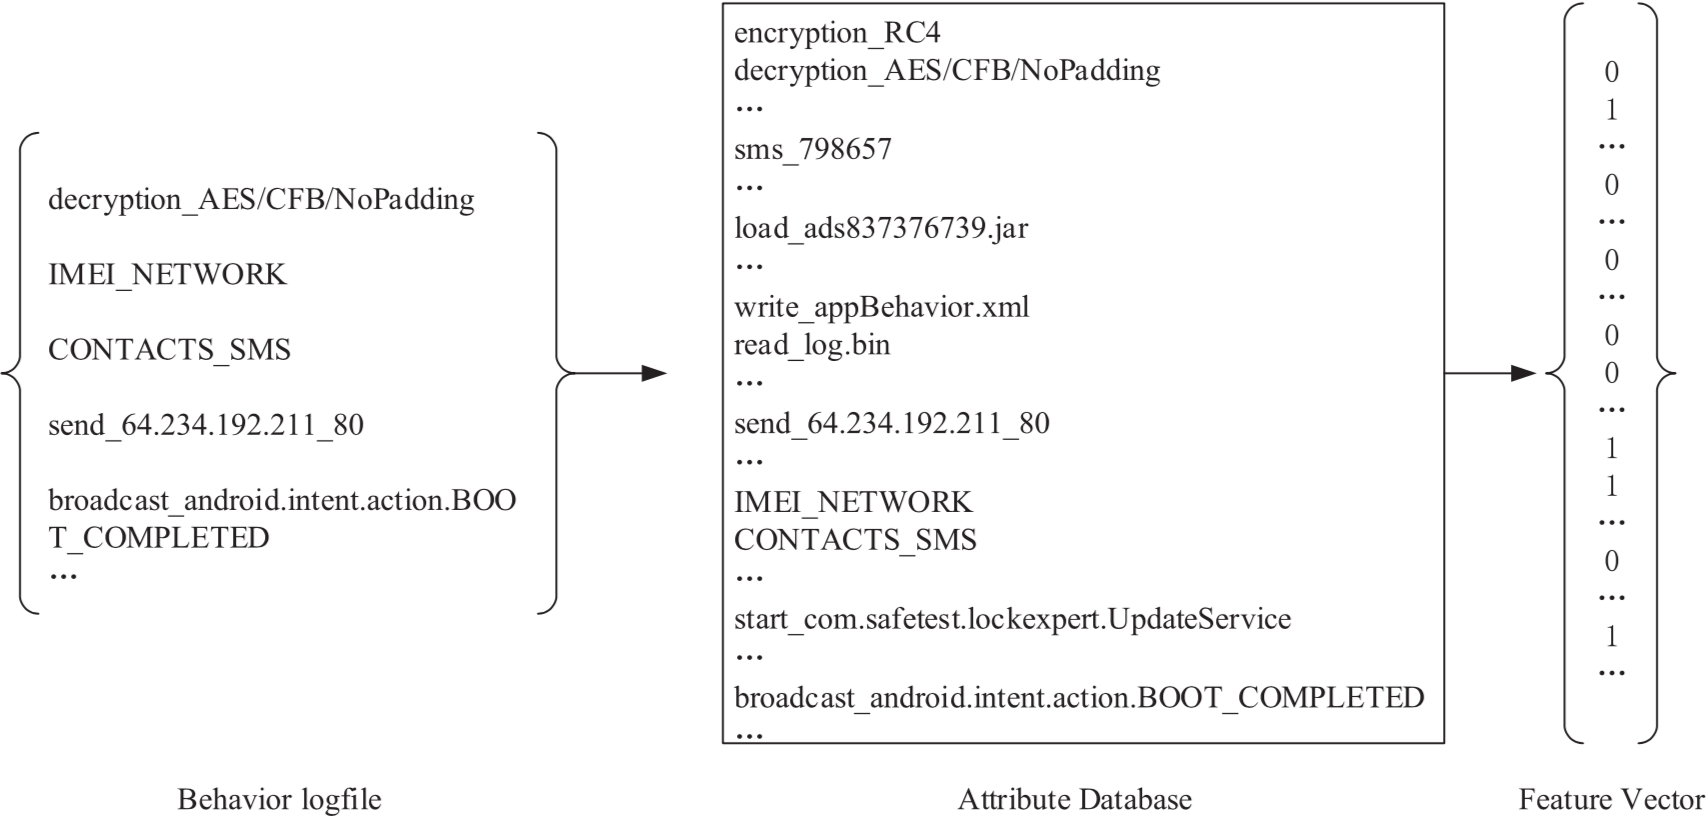 decryption_AES/CFB/NoPadding
IMEI_NETWORK
CONTACTS_SMS
send_64.234.192.211_80
broadcast_android.intent.action.BOO
T_COMPLETED
...
Behavior logfile
encryption_RC4
decryption_AES/CFB/NoPadding
...
sms_798657
...
load_ads837376739.jar
...
write_appBehavior.xml
read_log.bin
...
send_64.234.192.211_80
...
IMEI_NETWORK
CONTACTS_SMS
...
start_com.safetest.lockexpert.UpdateService
...
broadcast_android.intent.action.BOOT_COMPLETED
...
Attribute Database
0
1
...
0
...
0
...
0
0
...
1
1
...
0
...
1
...
Feature Vector